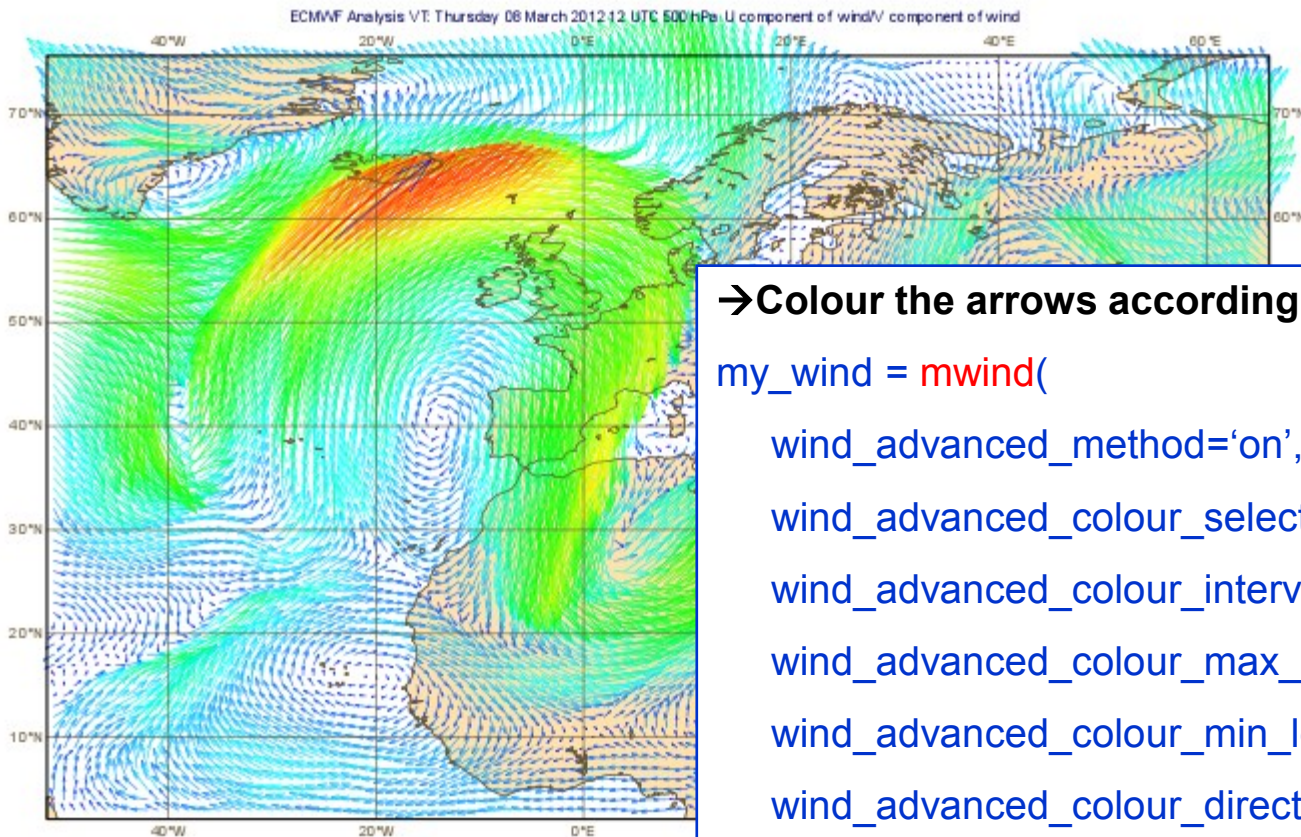 ECMWF Analysis VT: Thursday 08 March 2012 12 UTC 500 hPa U component of wind/V component of wind
40°W 20°W 0°E 20°E 40°E 60°E
70°N 70°N
60°N 60°N
50°N
40°N
30°N
20°N
10°N
40°W 20°W 0°E
→Colour the arrows according
my_wind = mwind(
wind_advanced_method=‘on’,
wind_advanced_colour_select
wind_advanced_colour_interv
wind_advanced_colour_max_
wind_advanced_colour_min_l
wind_advanced_colour_direct